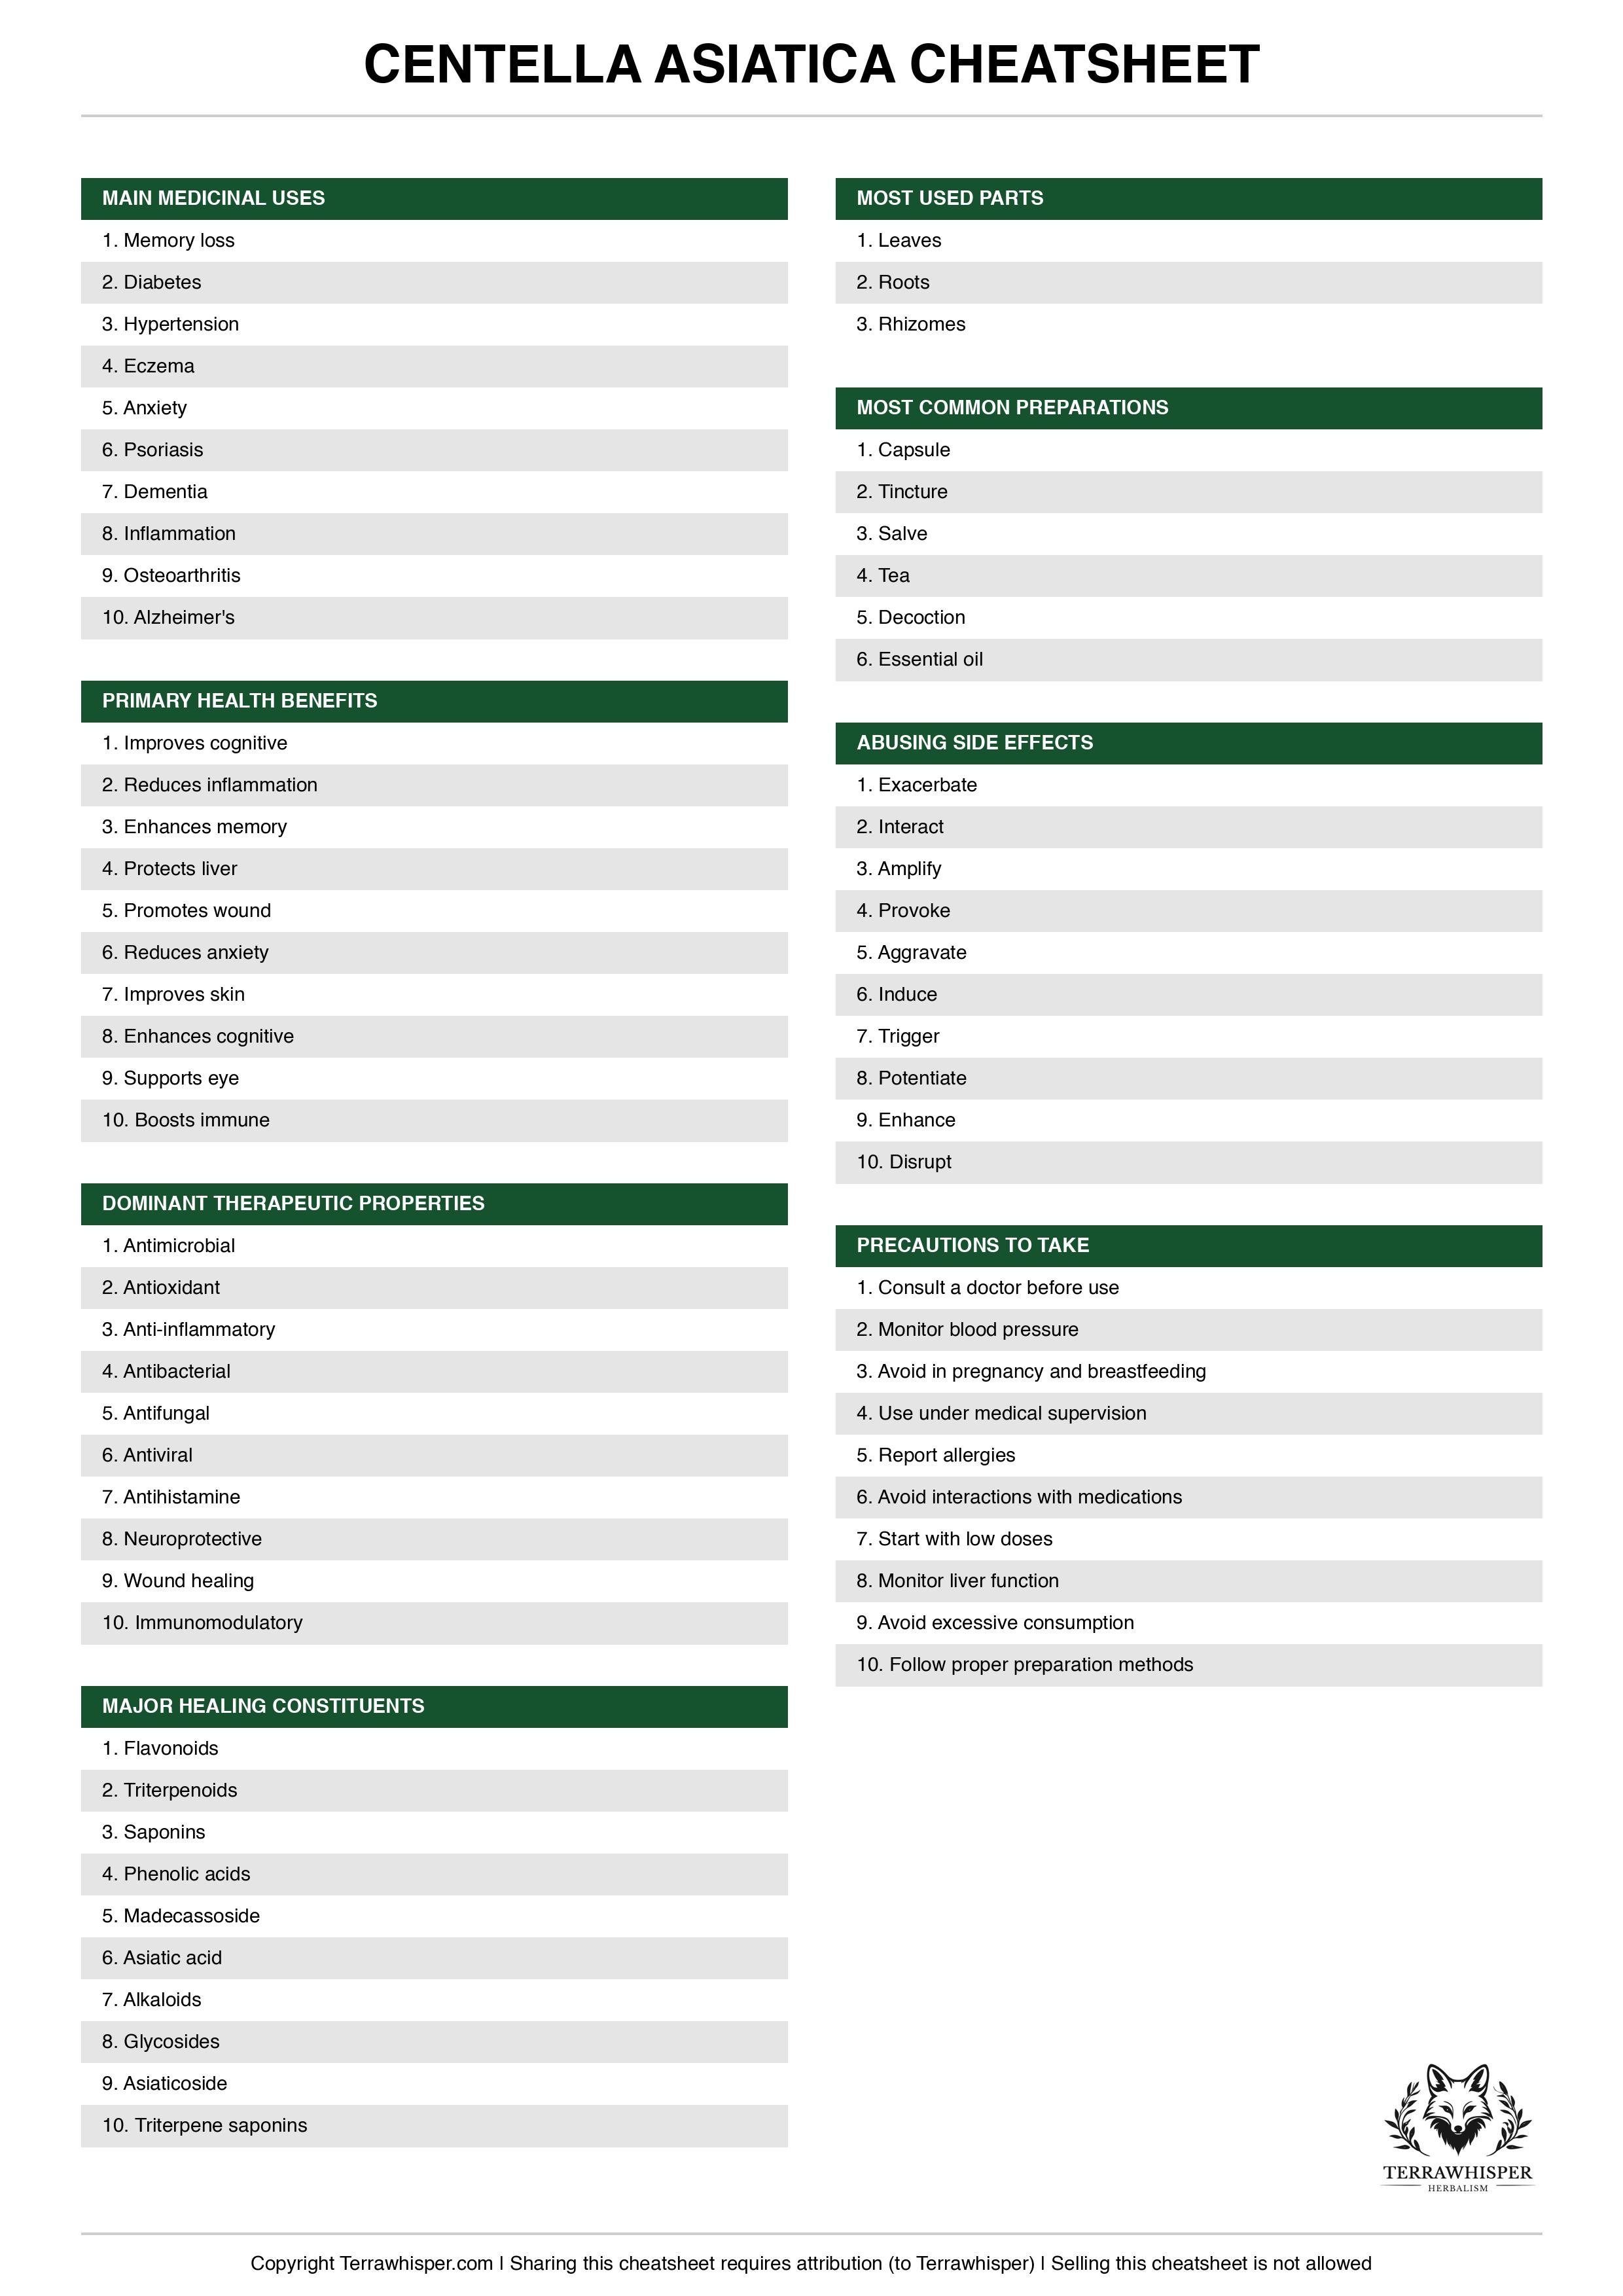 CENTELLA ASIATICA CHEATSHEET
MAIN MEDICINAL USES
1. Memory loss
2. Diabetes
3. Hypertension
4. Eczema
5. Anxiety
6. Psoriasis
7. Dementia
8. Inflammation
9. Osteoarthritis
10. Alzheimer's
PRIMARY HEALTH BENEFITS
1. Improves cognitive
2. Reduces inflammation
3. Enhances memory
4. Protects liver
5. Promotes wound
6. Reduces anxiety
7. Improves skin
8. Enhances cognitive
9. Supports eye
10. Boosts immune
DOMINANT THERAPEUTIC PROPERTIES
1. Antimicrobial
2. Antioxidant
3. Anti-inflammatory
4. Antibacterial
5. Antifungal
6. Antiviral
7. Antihistamine
8. Neuroprotective
9. Wound healing
10. Immunomodulatory
MAJOR HEALING CONSTITUENTS
1. Flavonoids
2. Triterpenoids
3. Saponins
4. Phenolic acids
5. Madecassoside
6. Asiatic acid
7. Alkaloids
8. Glycosides
9. Asiaticoside
10. Triterpene saponins
MOST USED PARTS
1. Leaves
2. Roots
3. Rhizomes
MOST COMMON PREPARATIONS
1. Capsule
2. Tincture
3. Salve
4. Tea
5. Decoction
6. Essential oil
ABUSING SIDE EFFECTS
1. Exacerbate
2. Interact
3. Amplify
4. Provoke
5. Aggravate
6. Induce
7. Trigger
8. Potentiate
9. Enhance
10. Disrupt
PRECAUTIONS TO TAKE
1. Consult a doctor before use
2. Monitor blood pressure
3. Avoid in pregnancy and breastfeeding
4. Use under medical supervision
5. Report allergies
6. Avoid interactions with medications
7. Start with low doses
8. Monitor liver function
9. Avoid excessive consumption
10. Follow proper preparation methods
TERRAWHISPER
HERBALISM
Copyright Terrawhisper.com | Sharing this cheatsheet requires attribution (to Terrawhisper) | Selling this cheatsheet is not allowed